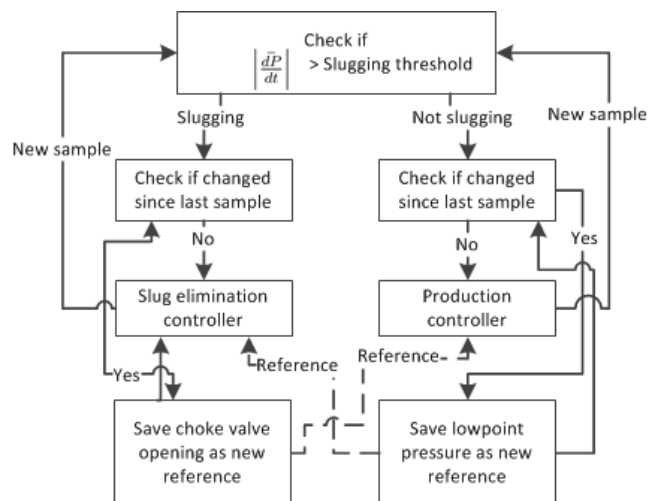 Check if
|dP̄/dt| > Slugging threshold
Slugging
Not slugging
New sample
New sample
Check if changed
since last sample
Check if changed
since last sample
No
No
Yes
Slug elimination
controller
Production
controller
Reference
Reference
Yes
Save choke valve
opening as new
reference
Save lowpoint
pressure as new
reference